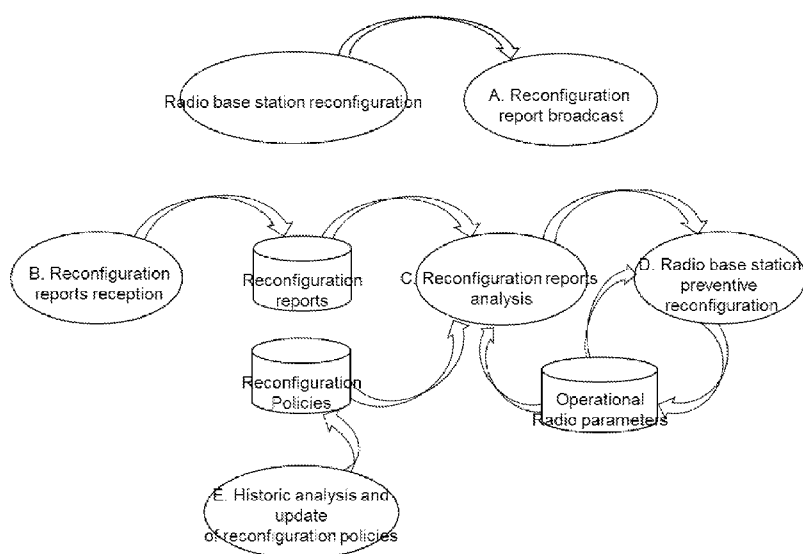 Radio base station reconfiguration
A. Reconfiguration
report broadcast
B. Reconfiguration
reports reception
Reconfiguration
reports
C. Reconfiguration reports
analysis
D. Radio base station
preventive
reconfiguration
Reconfiguration
Policies
Operational
Radio parameters
E. Historic analysis and
update
of reconfiguration policies